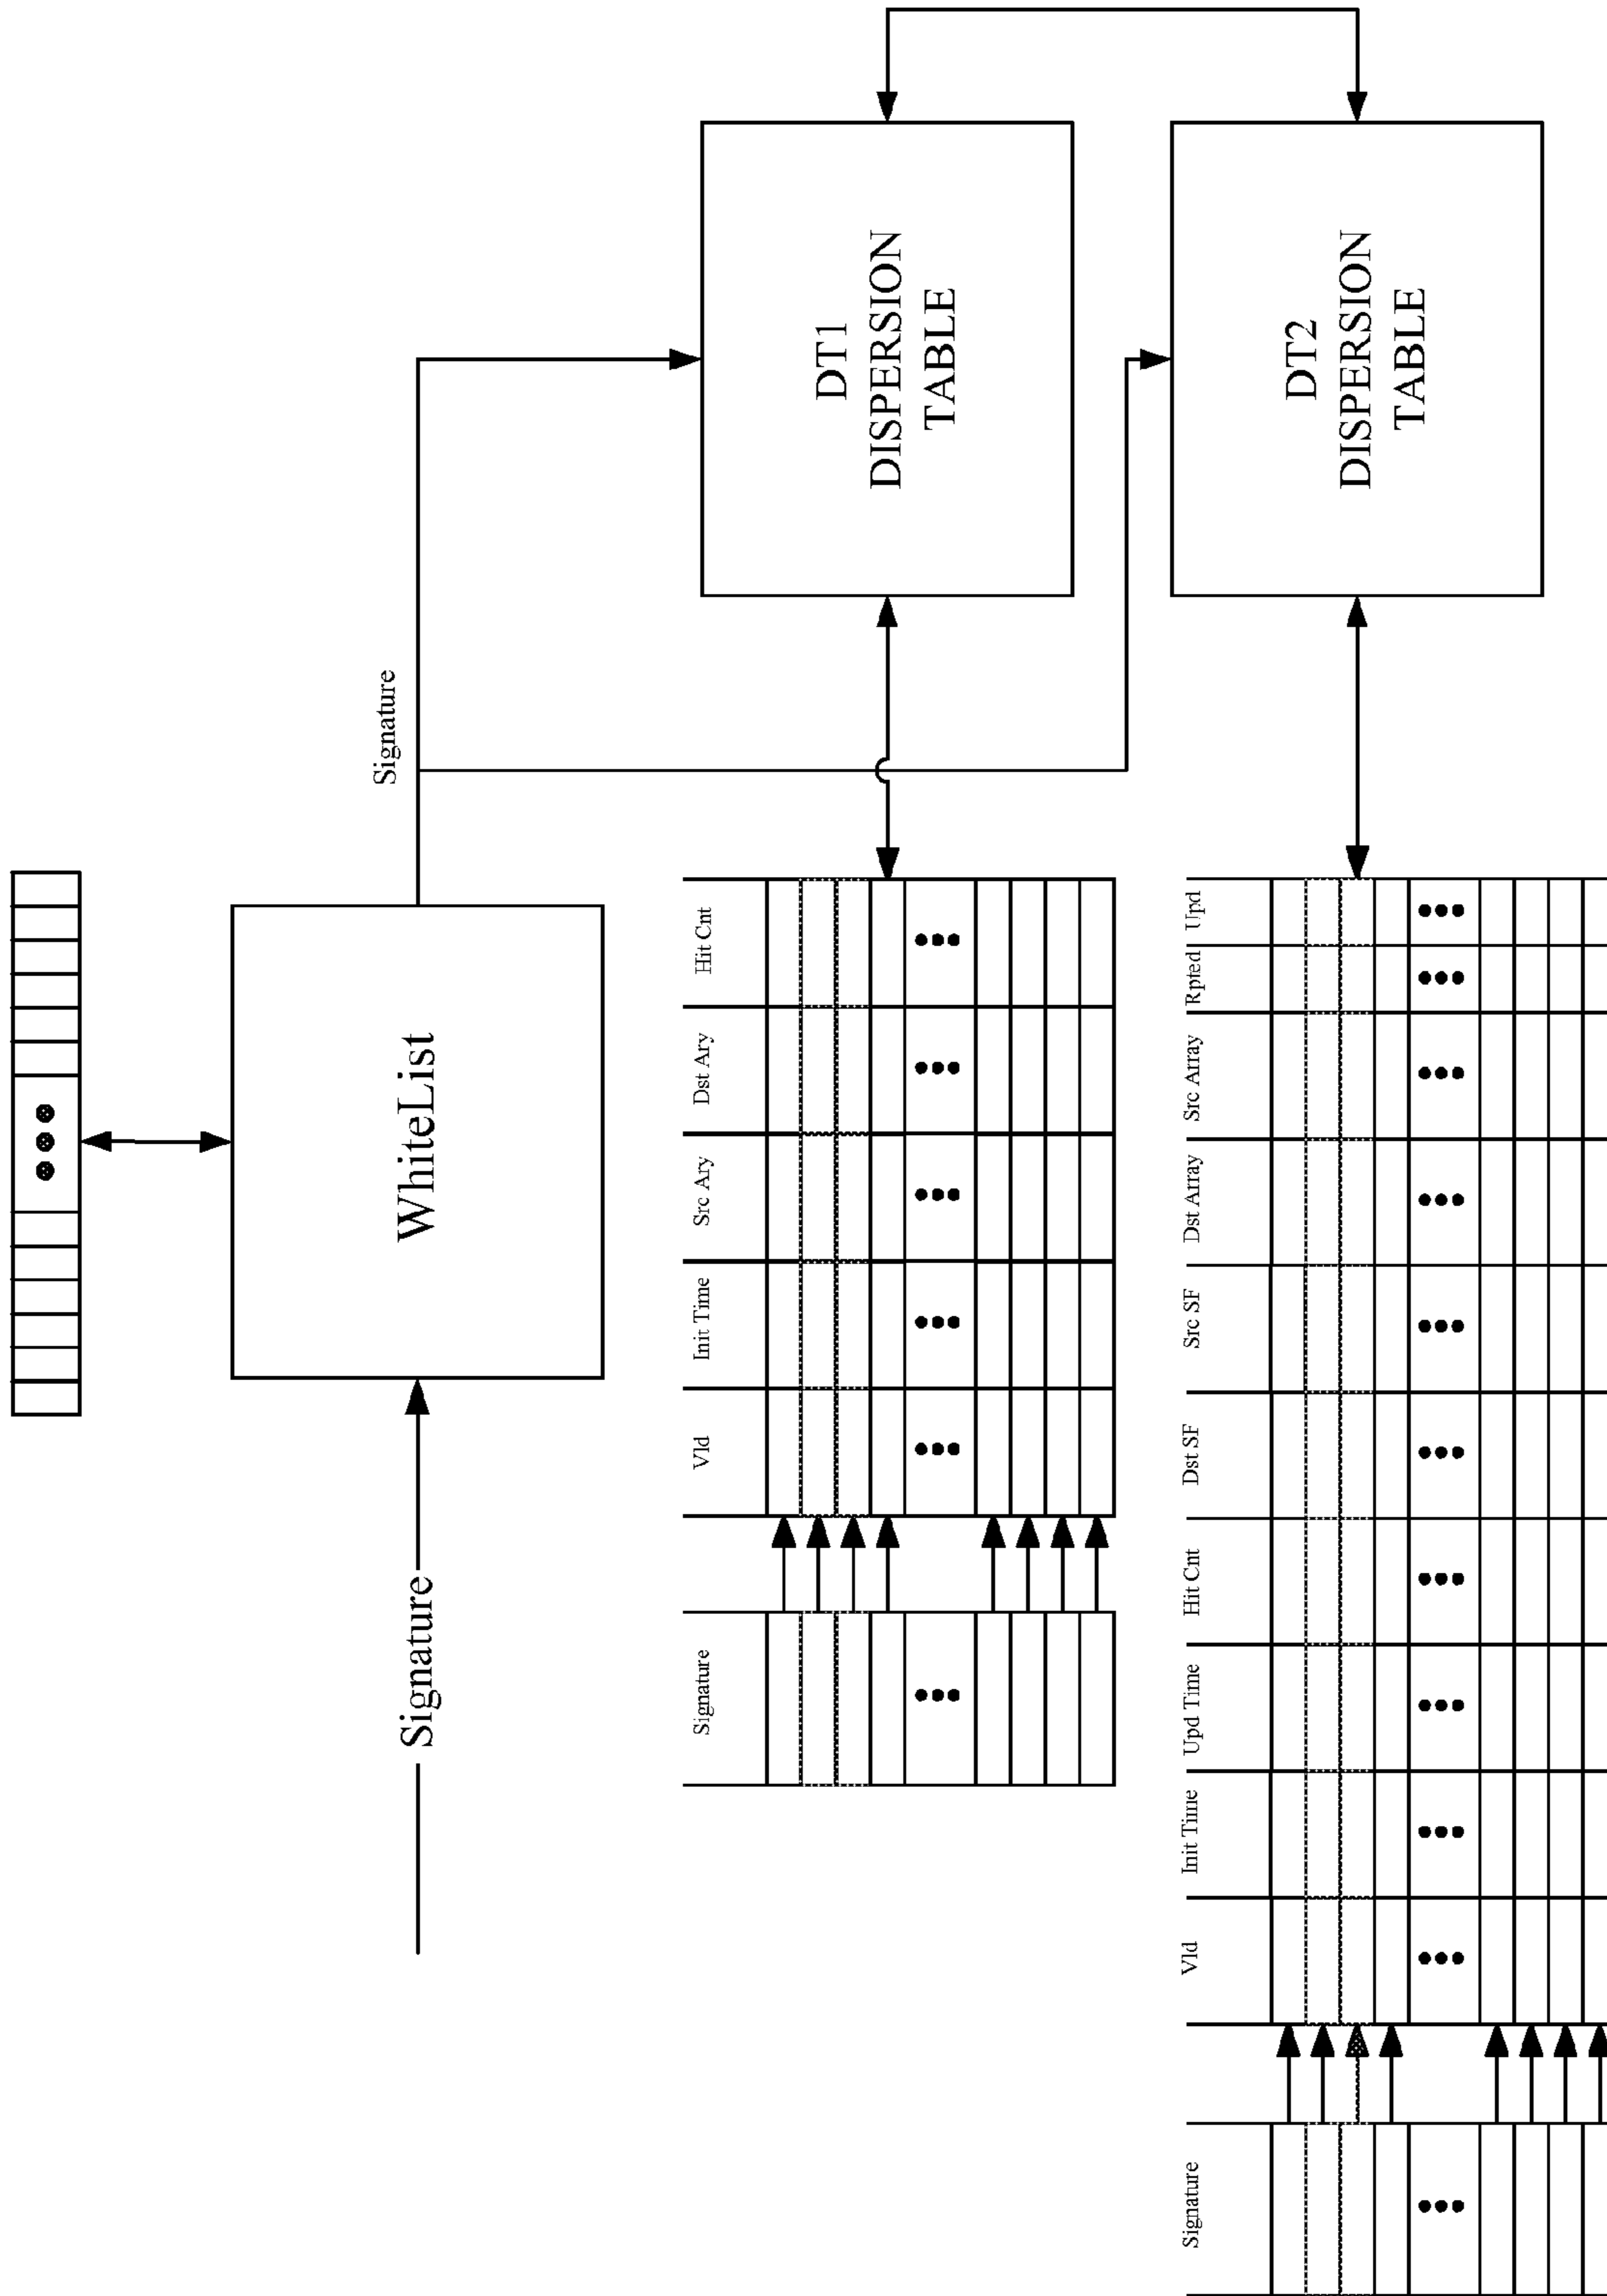 Signature
WhiteList
Signature
Signature
Vld
Init Time
Src Ary
Dst Ary
Hit Cnt
DT1
DISPERSION
TABLE
Signature
Vld
Init Time
Upd Time
Hit Cnt
Dst SF
Src SF
Dst Array
Src Array
Rpted
Upd
DT2
DISPERSION
TABLE